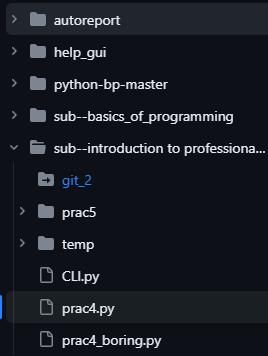 autoreport
help_gui
python-bp-master
sub--basics_of_programming
sub--introduction to professiona...
git_2
prac5
temp
CLI.py
prac4.py
prac4_boring.py